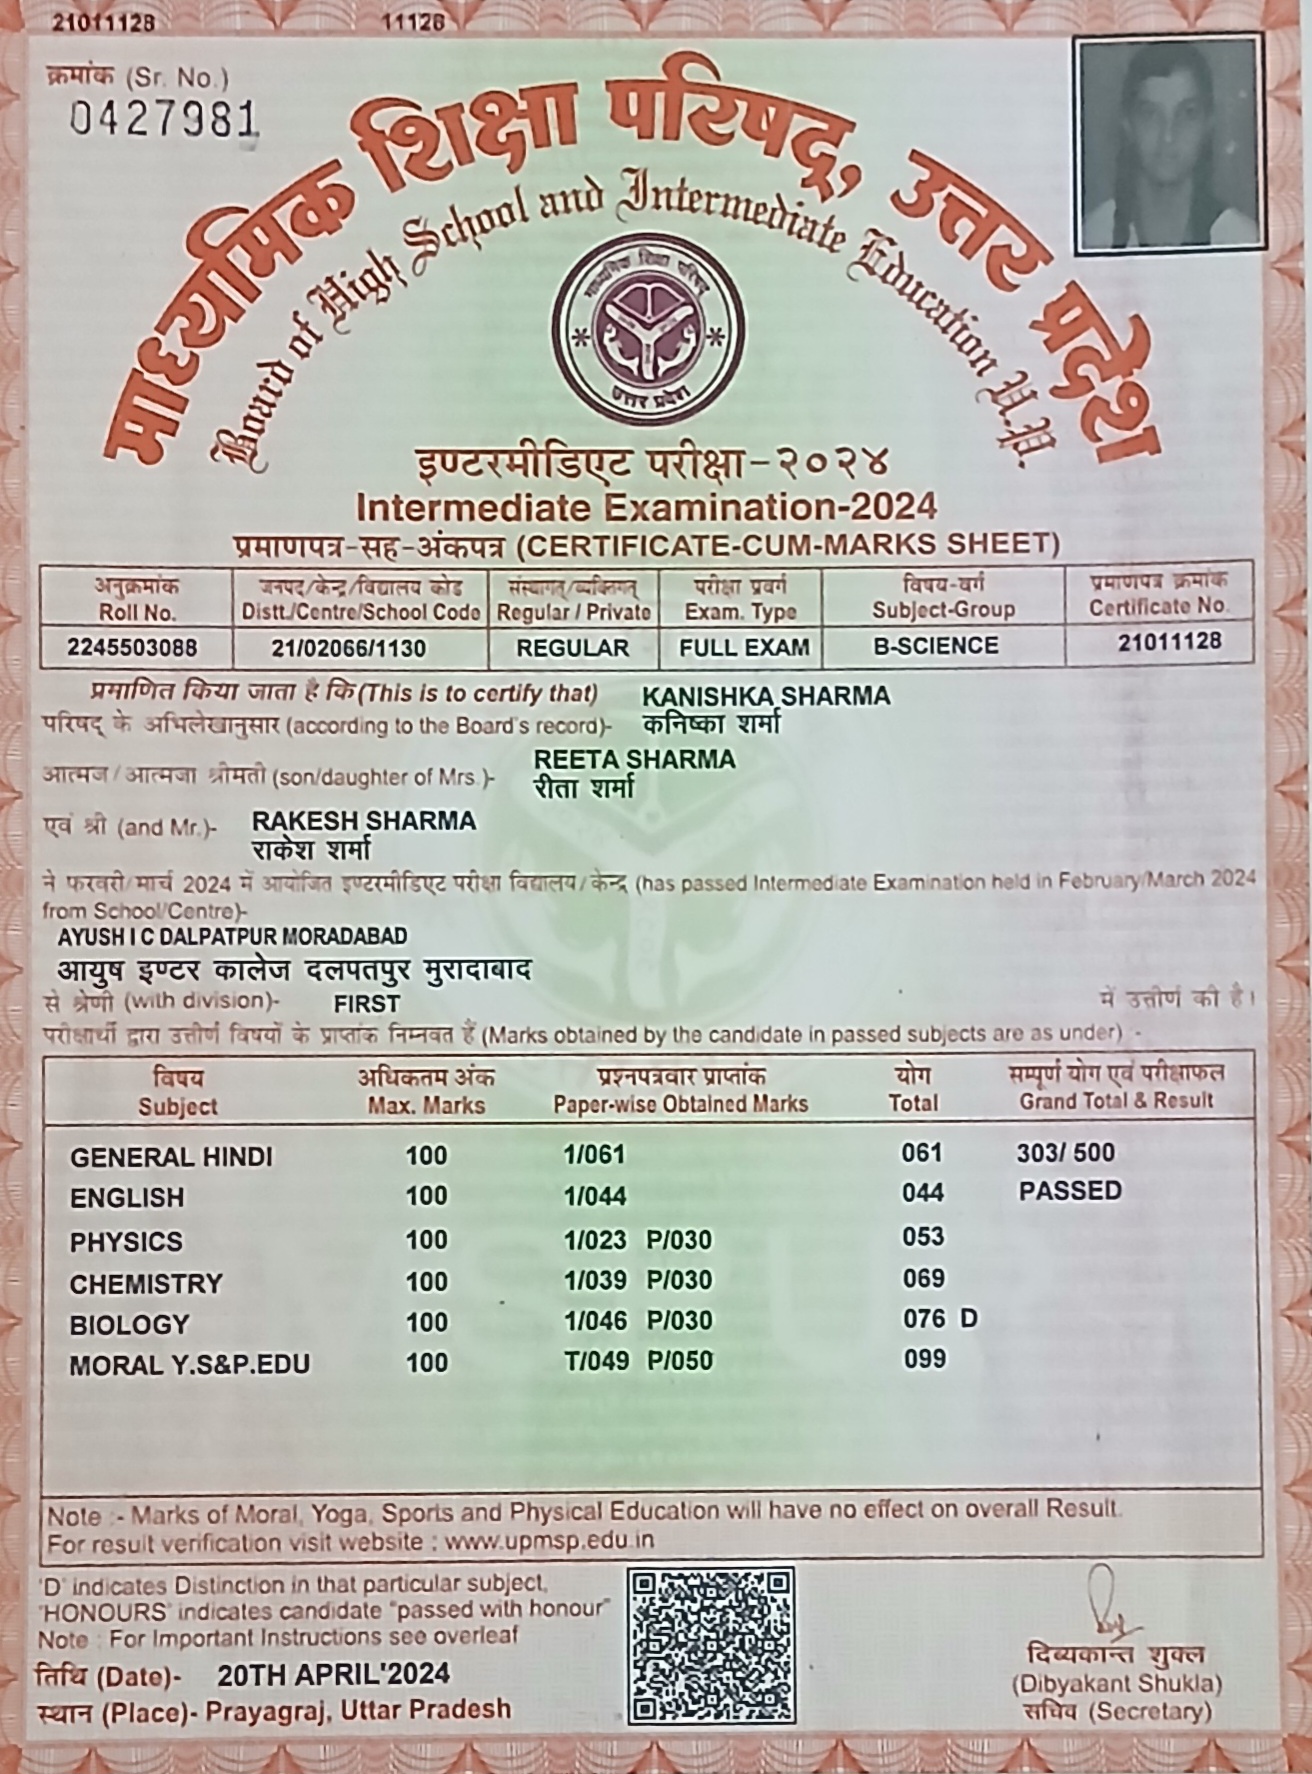 21011128 11128
क्रमांक (Sr. No.)
0427981
माध्यमिक शिक्षा परिषद्, उत्तर प्रदेश
Board of High School and Intermediate Education U.P.
माध्यमिक शिक्षा परिषद्
उत्तर प्रदेश
इण्टरमीडिएट परीक्षा-२०२४
Intermediate Examination-2024
प्रमाणपत्र-सह-अंकपत्र (CERTIFICATE-CUM-MARKS SHEET)
अनुक्रमांक जनपद/केन्द्र/विद्यालय कोड संस्थागत/व्यक्तिगत परीक्षा प्रवर्ग विषय-वर्ग प्रमाणपत्र क्रमांक
Roll No. Distt./Centre/School Code Regular / Private Exam. Type Subject-Group Certificate No.
2245503088 21/02066/1130 REGULAR FULL EXAM B-SCIENCE 21011128
प्रमाणित किया जाता है कि (This is to certify that) KANISHKA SHARMA
परिषद् के अभिलेखानुसार (according to the Board's record)- कनिष्का शर्मा
REETA SHARMA
आत्मज/आत्मजा श्रीमती (son/daughter of Mrs.)- रीता शर्मा
एवं श्री (and Mr.)- RAKESH SHARMA
राकेश शर्मा
ने फरवरी/मार्च 2024 में आयोजित इण्टरमीडिएट परीक्षा विद्यालय/केन्द्र (has passed Intermediate Examination held in February/March 2024
from School/Centre)-
AYUSH I C DALPATPUR MORADABAD
आयुष इण्टर कालेज दलपतपुर मुरादाबाद
से श्रेणी (with division)- FIRST में उत्तीर्ण की है।
परीक्षार्थी द्वारा उत्तीर्ण विषयों के प्राप्तांक निम्नवत हैं (Marks obtained by the candidate in passed subjects are as under) :-
विषय अधिकतम अंक प्रश्नपत्रवार प्राप्तांक योग सम्पूर्ण योग एवं परीक्षाफल
Subject Max. Marks Paper-wise Obtained Marks Total Grand Total & Result
GENERAL HINDI 100 1/061 061 303/ 500
ENGLISH 100 1/044 044 PASSED
PHYSICS 100 1/023 P/030 053
CHEMISTRY 100 1/039 P/030 069
BIOLOGY 100 1/046 P/030 076 D
MORAL Y.S&P.EDU 100 T/049 P/050 099
Note :- Marks of Moral, Yoga, Sports and Physical Education will have no effect on overall Result.
For result verification visit website : www.upmsp.edu.in
'D' indicates Distinction in that particular subject,
'HONOURS' indicates candidate "passed with honour"
Note : For Important Instructions see overleaf
तिथि (Date)- 20TH APRIL'2024
स्थान (Place)- Prayagraj, Uttar Pradesh
दिव्यकान्त शुक्ल
(Dibyakant Shukla)
सचिव (Secretary)